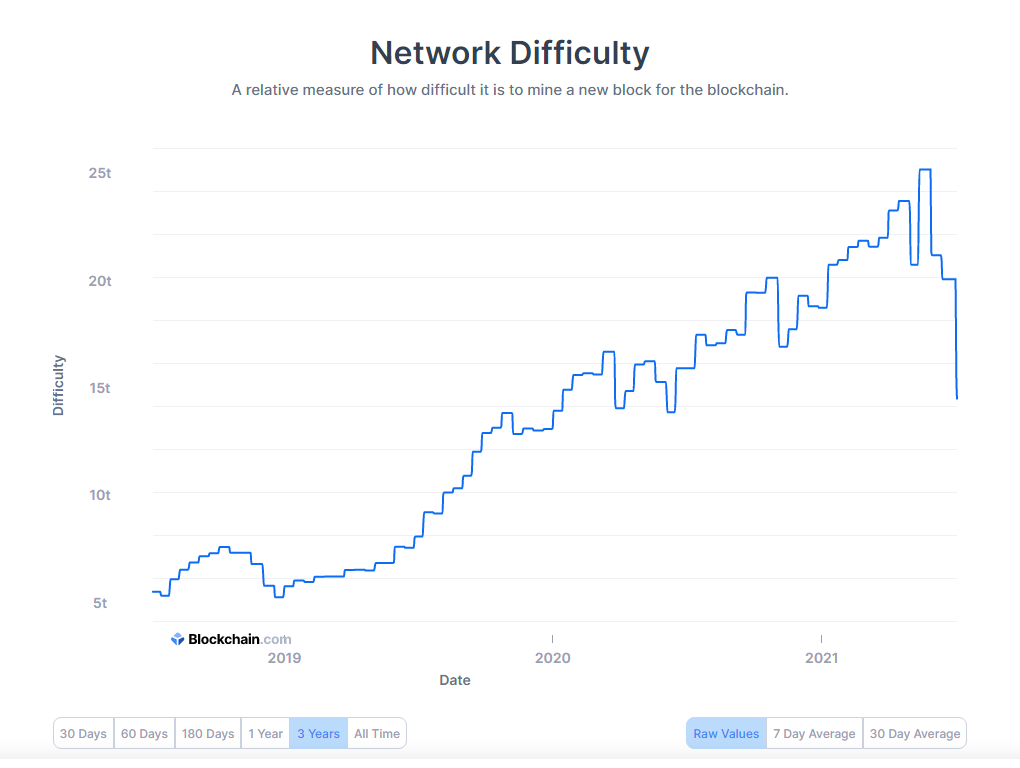 Network Difficulty
A relative measure of how difficult it is to mine a new block for the blockchain.
25t
20t
15t
10t
5t
Difficulty
Blockchain.com
2019
2020
2021
Date
30 Days
60 Days
180 Days
1 Year
3 Years
All Time
Raw Values
7 Day Average
30 Day Average